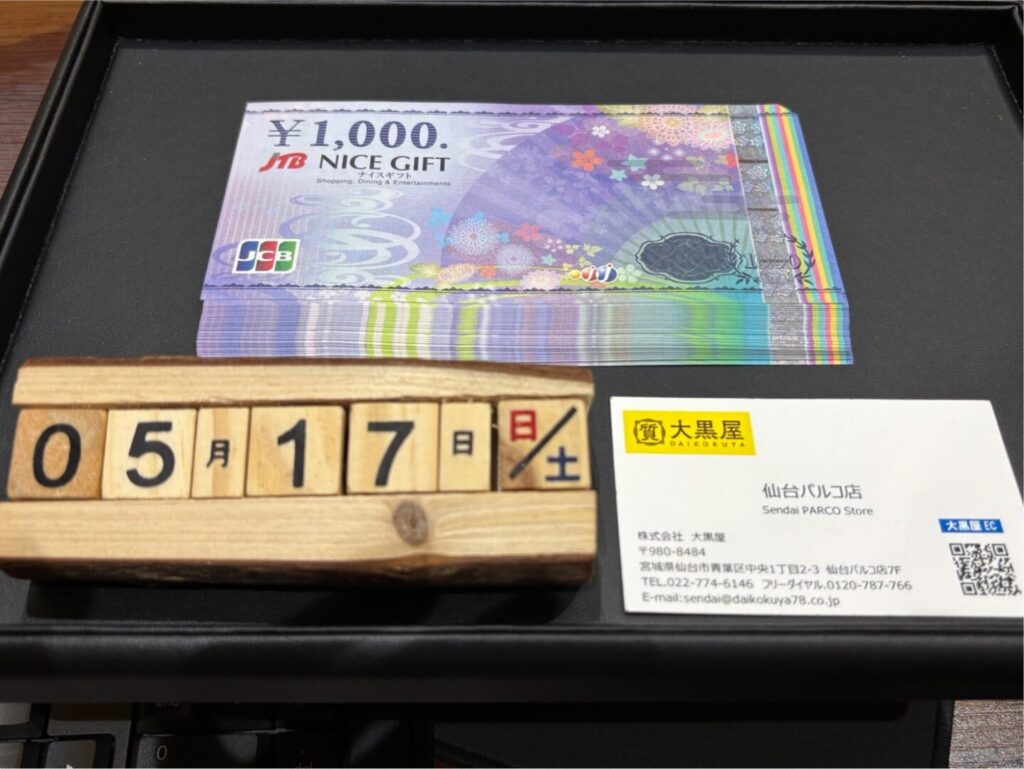 ¥1,000.
JTB NICE GIFT
ナイスギフト
Shopping, Dining & Entertainments
JCB
05月17日 日/土
質 大黒屋
DAIKOKUYA
仙台パルコ店
Sendai PARCO Store
大黒屋 EC
株式会社 大黒屋
〒980-8484
宮城県仙台市青葉区中央1丁目2-3 仙台パルコ店7F
TEL.022-774-6146 フリーダイヤル.0120-787-766
E-mail:sendai@daikokuya78.co.jp
end
0